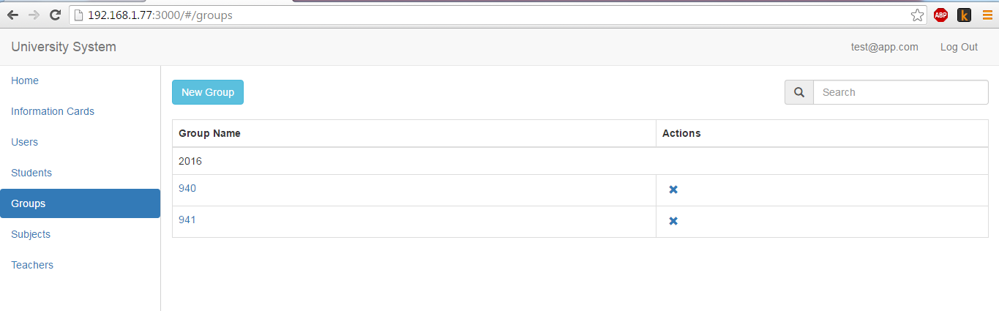 192.168.1.77:3000/#/groups
ABP
k
University System
test@app.com
Log Out
Home
Information Cards
Users
Students
Groups
Subjects
Teachers
New Group
Search
Group Name
Actions
2016
940
941